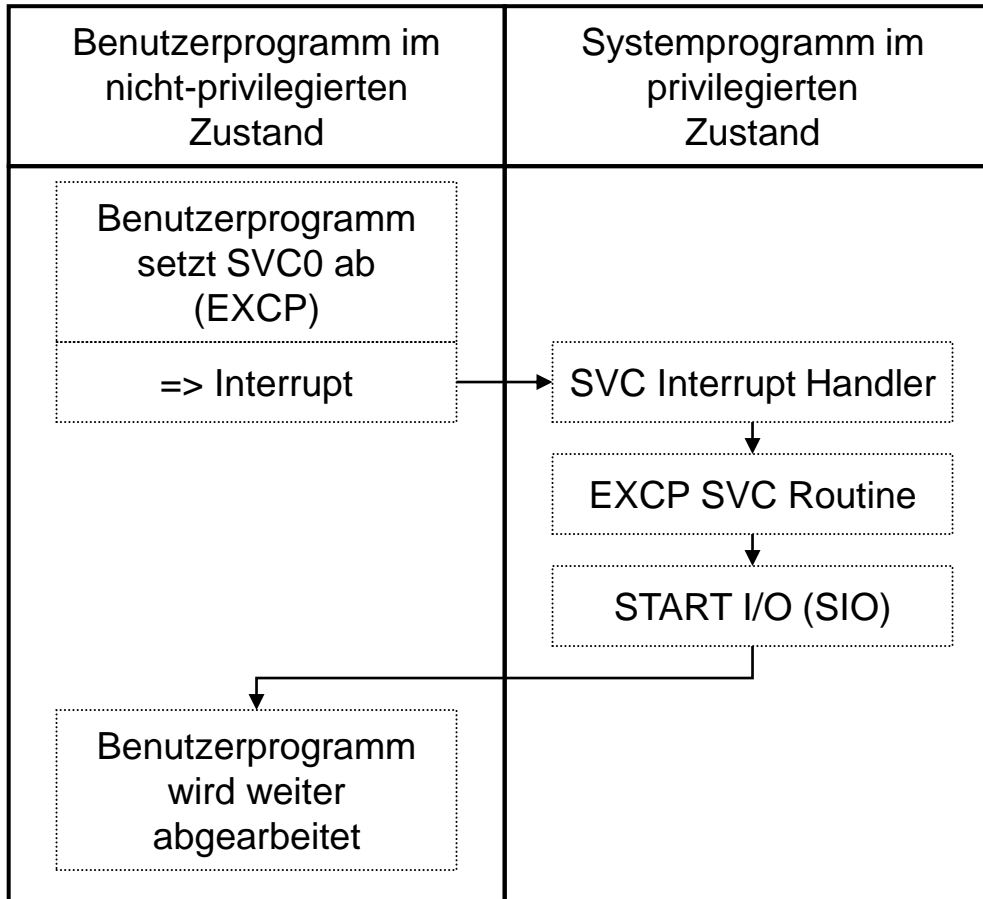 Benutzerprogramm im
nicht-privilegierten
Zustand
Systemprogramm im
privilegierten
Zustand
Benutzerprogramm
setzt SVC0 ab
(EXCP)
=> Interrupt
SVC Interrupt Handler
EXCP SVC Routine
START I/O (SIO)
Benutzerprogramm
wird weiter
abgearbeitet